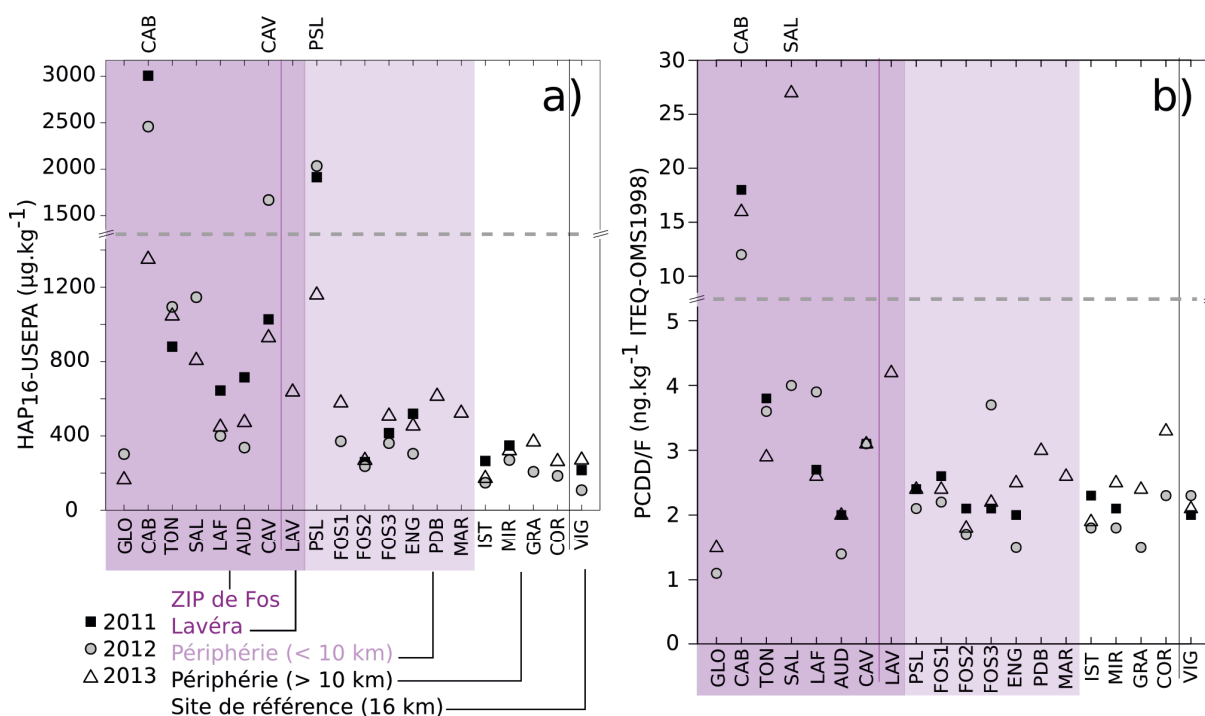 CAB CAV PSL
a)
HAP16-USEPA (µg.kg-1)
3000
2500
2000
1500
1200
800
400
0
GLO CAB TON SAL LAF AUD CAV LAV PSL FOS1 FOS2 FOS3 ENG PDB MAR IST MIR GRA COR VIG
ZIP de Fos
2011 Lavéra
2012 Périphérie (< 10 km)
2013 Périphérie (> 10 km)
Site de référence (16 km)
CAB SAL
b)
PCDD/F (ng.kg-1 ITEQ-OMS1998)
30
25
20
15
10
5
4
3
2
1
0
GLO CAB TON SAL LAF AUD CAV LAV PSL FOS1 FOS2 FOS3 ENG PDB MAR IST MIR GRA COR VIG